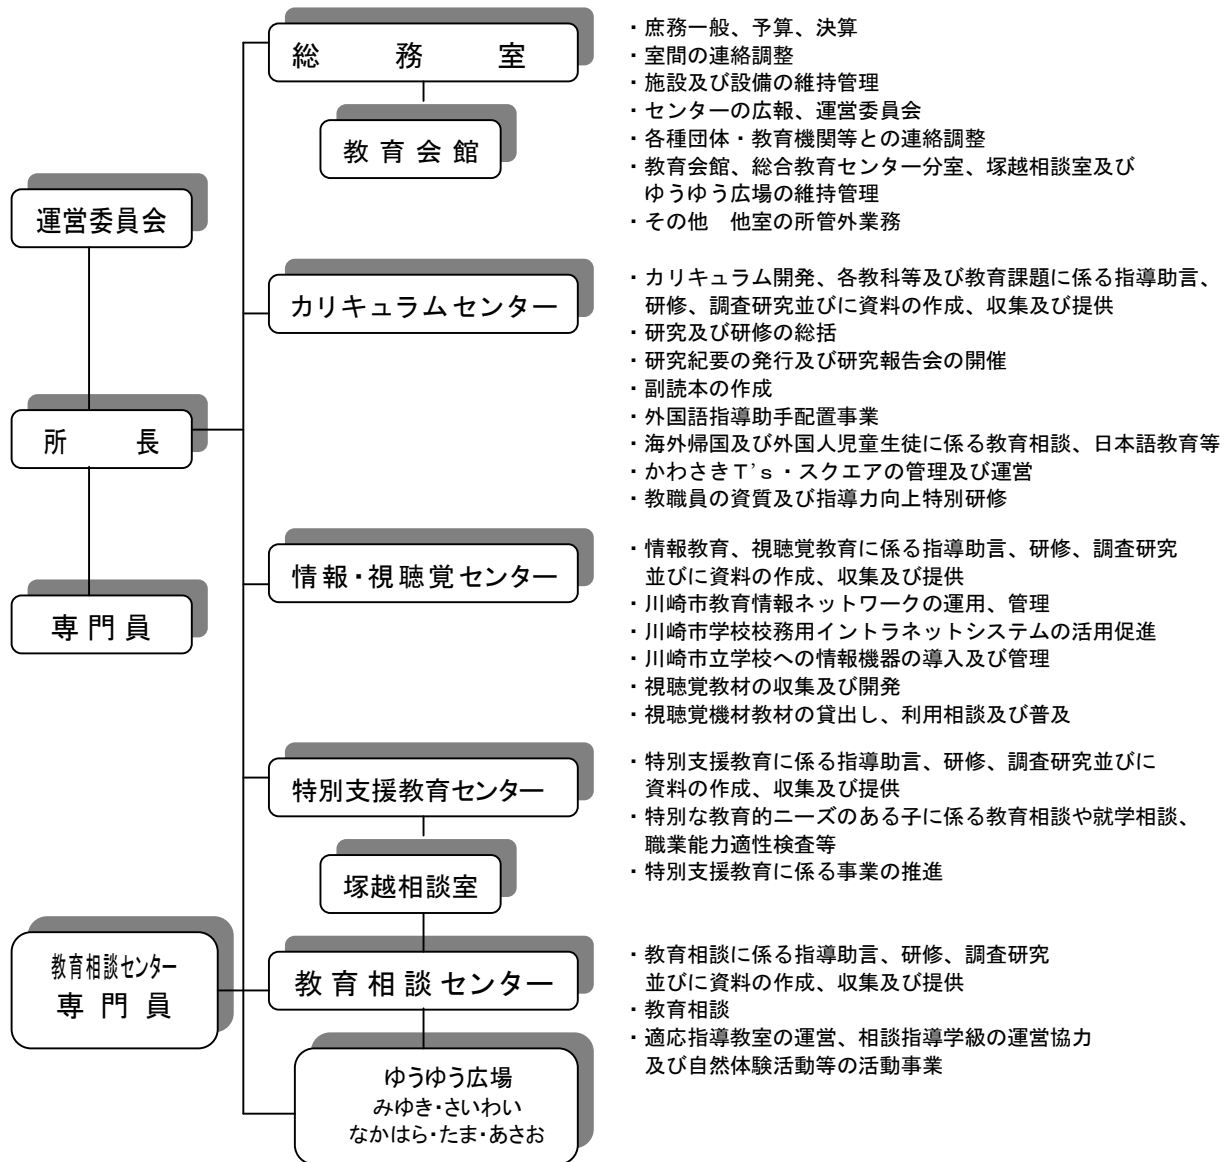 総務室
教育会館
・庶務一般、予算、決算
・室間の連絡調整
・施設及び設備の維持管理
・センターの広報、運営委員会
・各種団体・教育機関等との連絡調整
・教育会館、総合教育センター分室、塚越相談室及び
ゆうゆう広場の維持管理
・その他　他室の所管外業務
運営委員会
カリキュラムセンター
・カリキュラム開発、各教科等及び教育課題に係る指導助言、
研修、調査研究並びに資料の作成、収集及び提供
・研究及び研修の総括
・研究紀要の発行及び研究報告会の開催
・副読本の作成
・外国語指導助手配置事業
・海外帰国及び外国人児童生徒に係る教育相談、日本語教育等
・かわさきT'ｓ・スクエアの管理及び運営
・教職員の資質及び指導力向上特別研修
所長
情報・視聴覚センター
・情報教育、視聴覚教育に係る指導助言、研修、調査研究
並びに資料の作成、収集及び提供
・川崎市教育情報ネットワークの運用、管理
・川崎市学校校務用イントラネットシステムの活用促進
・川崎市立学校への情報機器の導入及び管理
・視聴覚教材の収集及び開発
・視聴覚機材教材の貸出し、利用相談及び普及
専門員
特別支援教育センター
塚越相談室
・特別支援教育に係る指導助言、研修、調査研究並びに
資料の作成、収集及び提供
・特別な教育的ニーズのある子に係る教育相談や就学相談、
職業能力適性検査等
・特別支援教育に係る事業の推進
教育相談センター
専門員
教育相談センター
・教育相談に係る指導助言、研修、調査研究
並びに資料の作成、収集及び提供
・教育相談
・適応指導教室の運営、相談指導学級の運営協力
及び自然体験活動等の活動事業
ゆうゆう広場
みゆき・さいわい
なかはら・たま・あさお